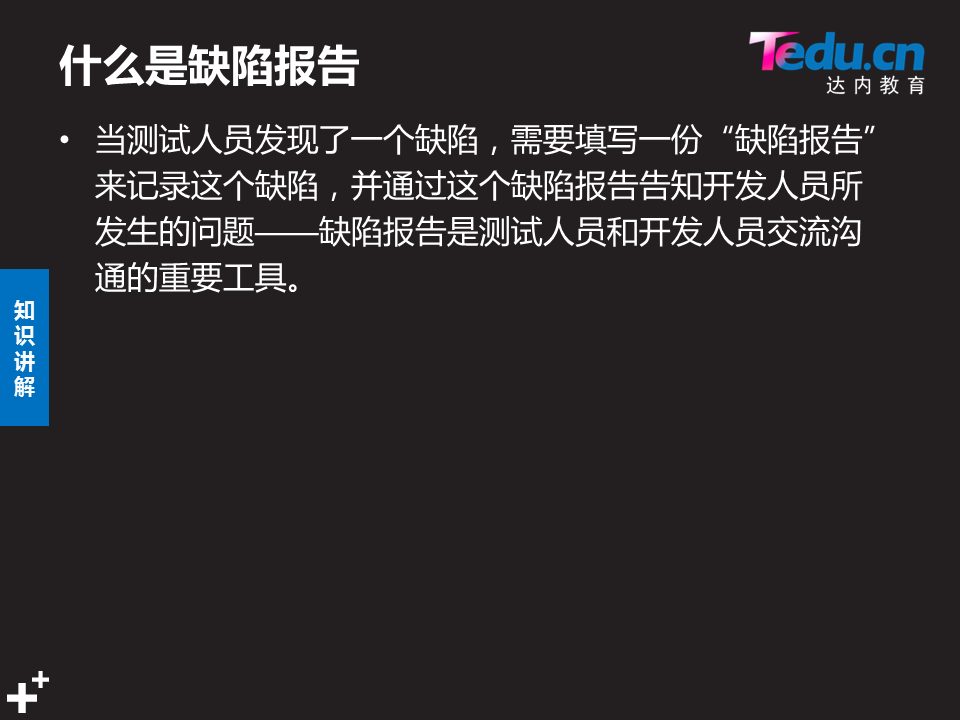 什么是缺陷报告
Tedu.cn
达内教育
• 当测试人员发现了一个缺陷，需要填写一份“缺陷报告”
来记录这个缺陷，并通过这个缺陷报告告知开发人员所
发生的问题——缺陷报告是测试人员和开发人员交流沟
通的重要工具。
知
识
讲
解